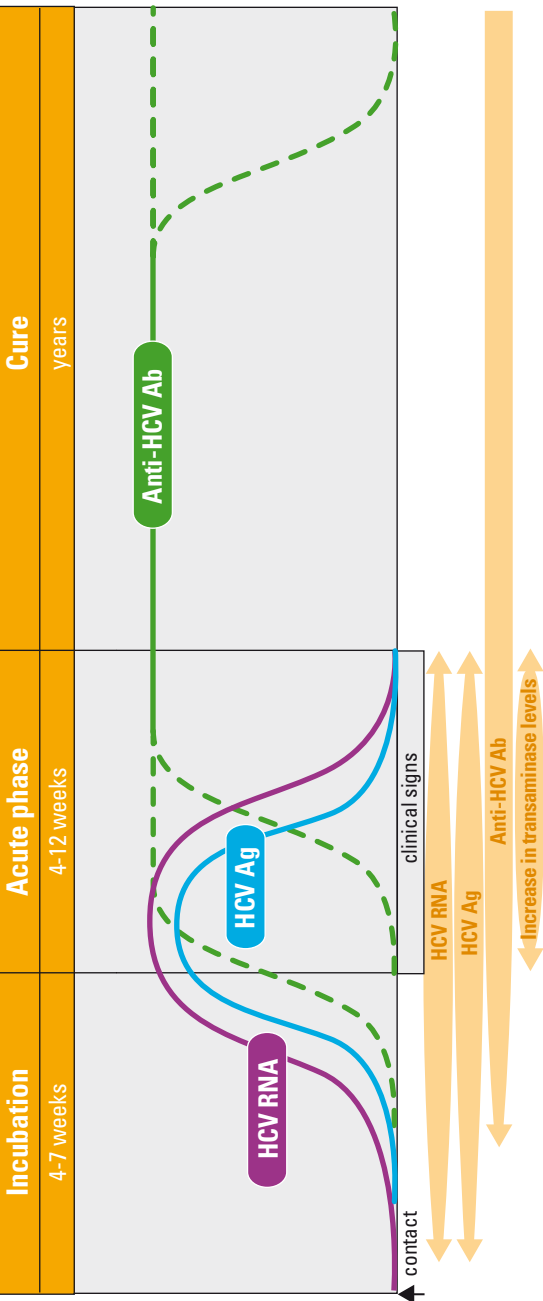 Incubation
Acute phase
Cure
4-7 weeks
4-12 weeks
years
Anti-HCV Ab
HCV Ag
HCV RNA
contact
clinical signs
HCV RNA
HCV Ag
Anti-HCV Ab
Increase in transaminase levels